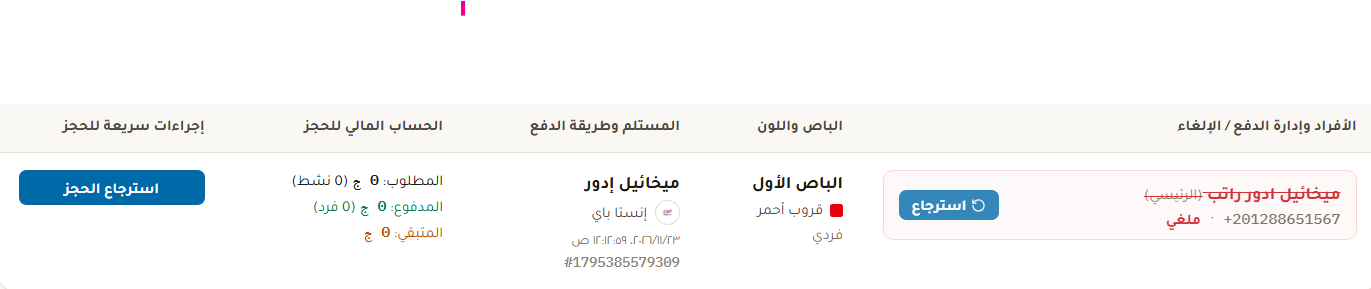 الأفراد وإدارة الدفع / الإلغاء
الباص واللون
المستلم وطريقة الدفع
الحساب المالي للحجز
إجراءات سريعة للحجز
ميخائيل ادور راتب (الرئيسي)
+201288651567 · ملغي
استرجاع
الباص الأول
قروب أحمر
فردي
ميخائيل إدور
إنستا باي
٢٠٢٦/١١/٢٣، ١٢:١٢:٥٩ ص
#1795385579309
المطلوب: 0 ج (0 نشط)
المدفوع: 0 ج (0 فرد)
المتبقي: 0 ج
استرجاع الحجز